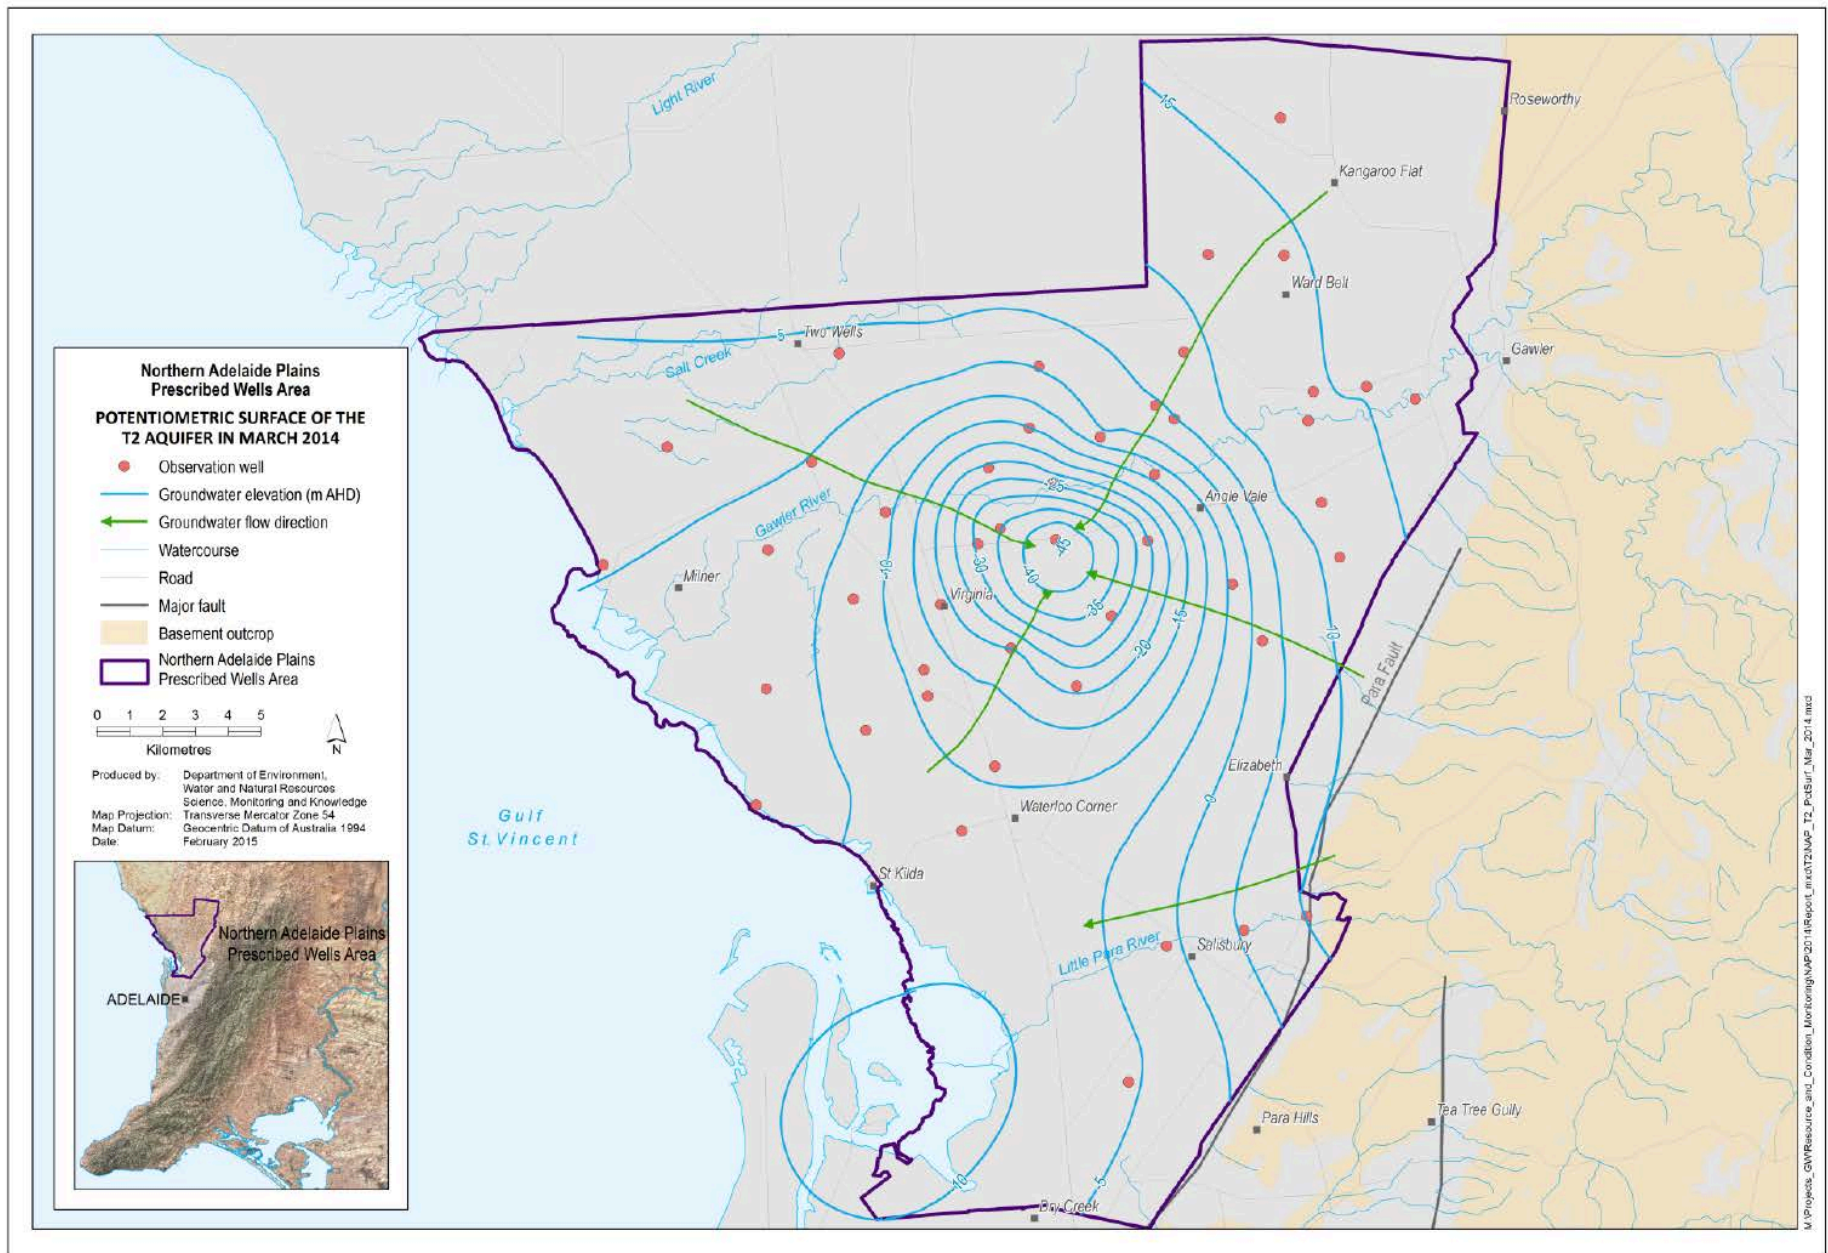 Northern Adelaide Plains
Prescribed Wells Area
POTENTIOMETRIC SURFACE OF THE
T2 AQUIFER IN MARCH 2014
Observation well
Groundwater elevation (m AHD)
Groundwater flow direction
Watercourse
Road
Major fault
Basement outcrop
Northern Adelaide Plains
Prescribed Wells Area
0 1 2 3 4 5
Kilometres
N
Produced by: Department of Environment,
Water and Natural Resources
Science, Monitoring and Knowledge
Map Projection: Transverse Mercator Zone 54
Map Datum: Geocentric Datum of Australia 1994
Date: February 2015
Northern Adelaide Plains
Prescribed Wells Area
ADELAIDE
Light River
15
Roseworthy
Kangaroo Flat
Ward Belt
5
Two Wells
Salt Creek
Gawler
-25
Angle Vale
Gawler River
-45
-10
-30
-40
Milner
Virginia
-35
-15
10
-20
Para Fault
Elizabeth
0
Waterloo Corner
Gulf
St.Vincent
St Kilda
Little Para River
Salisbury
Para Hills
Tea Tree Gully
-10
-5
Dry Creek